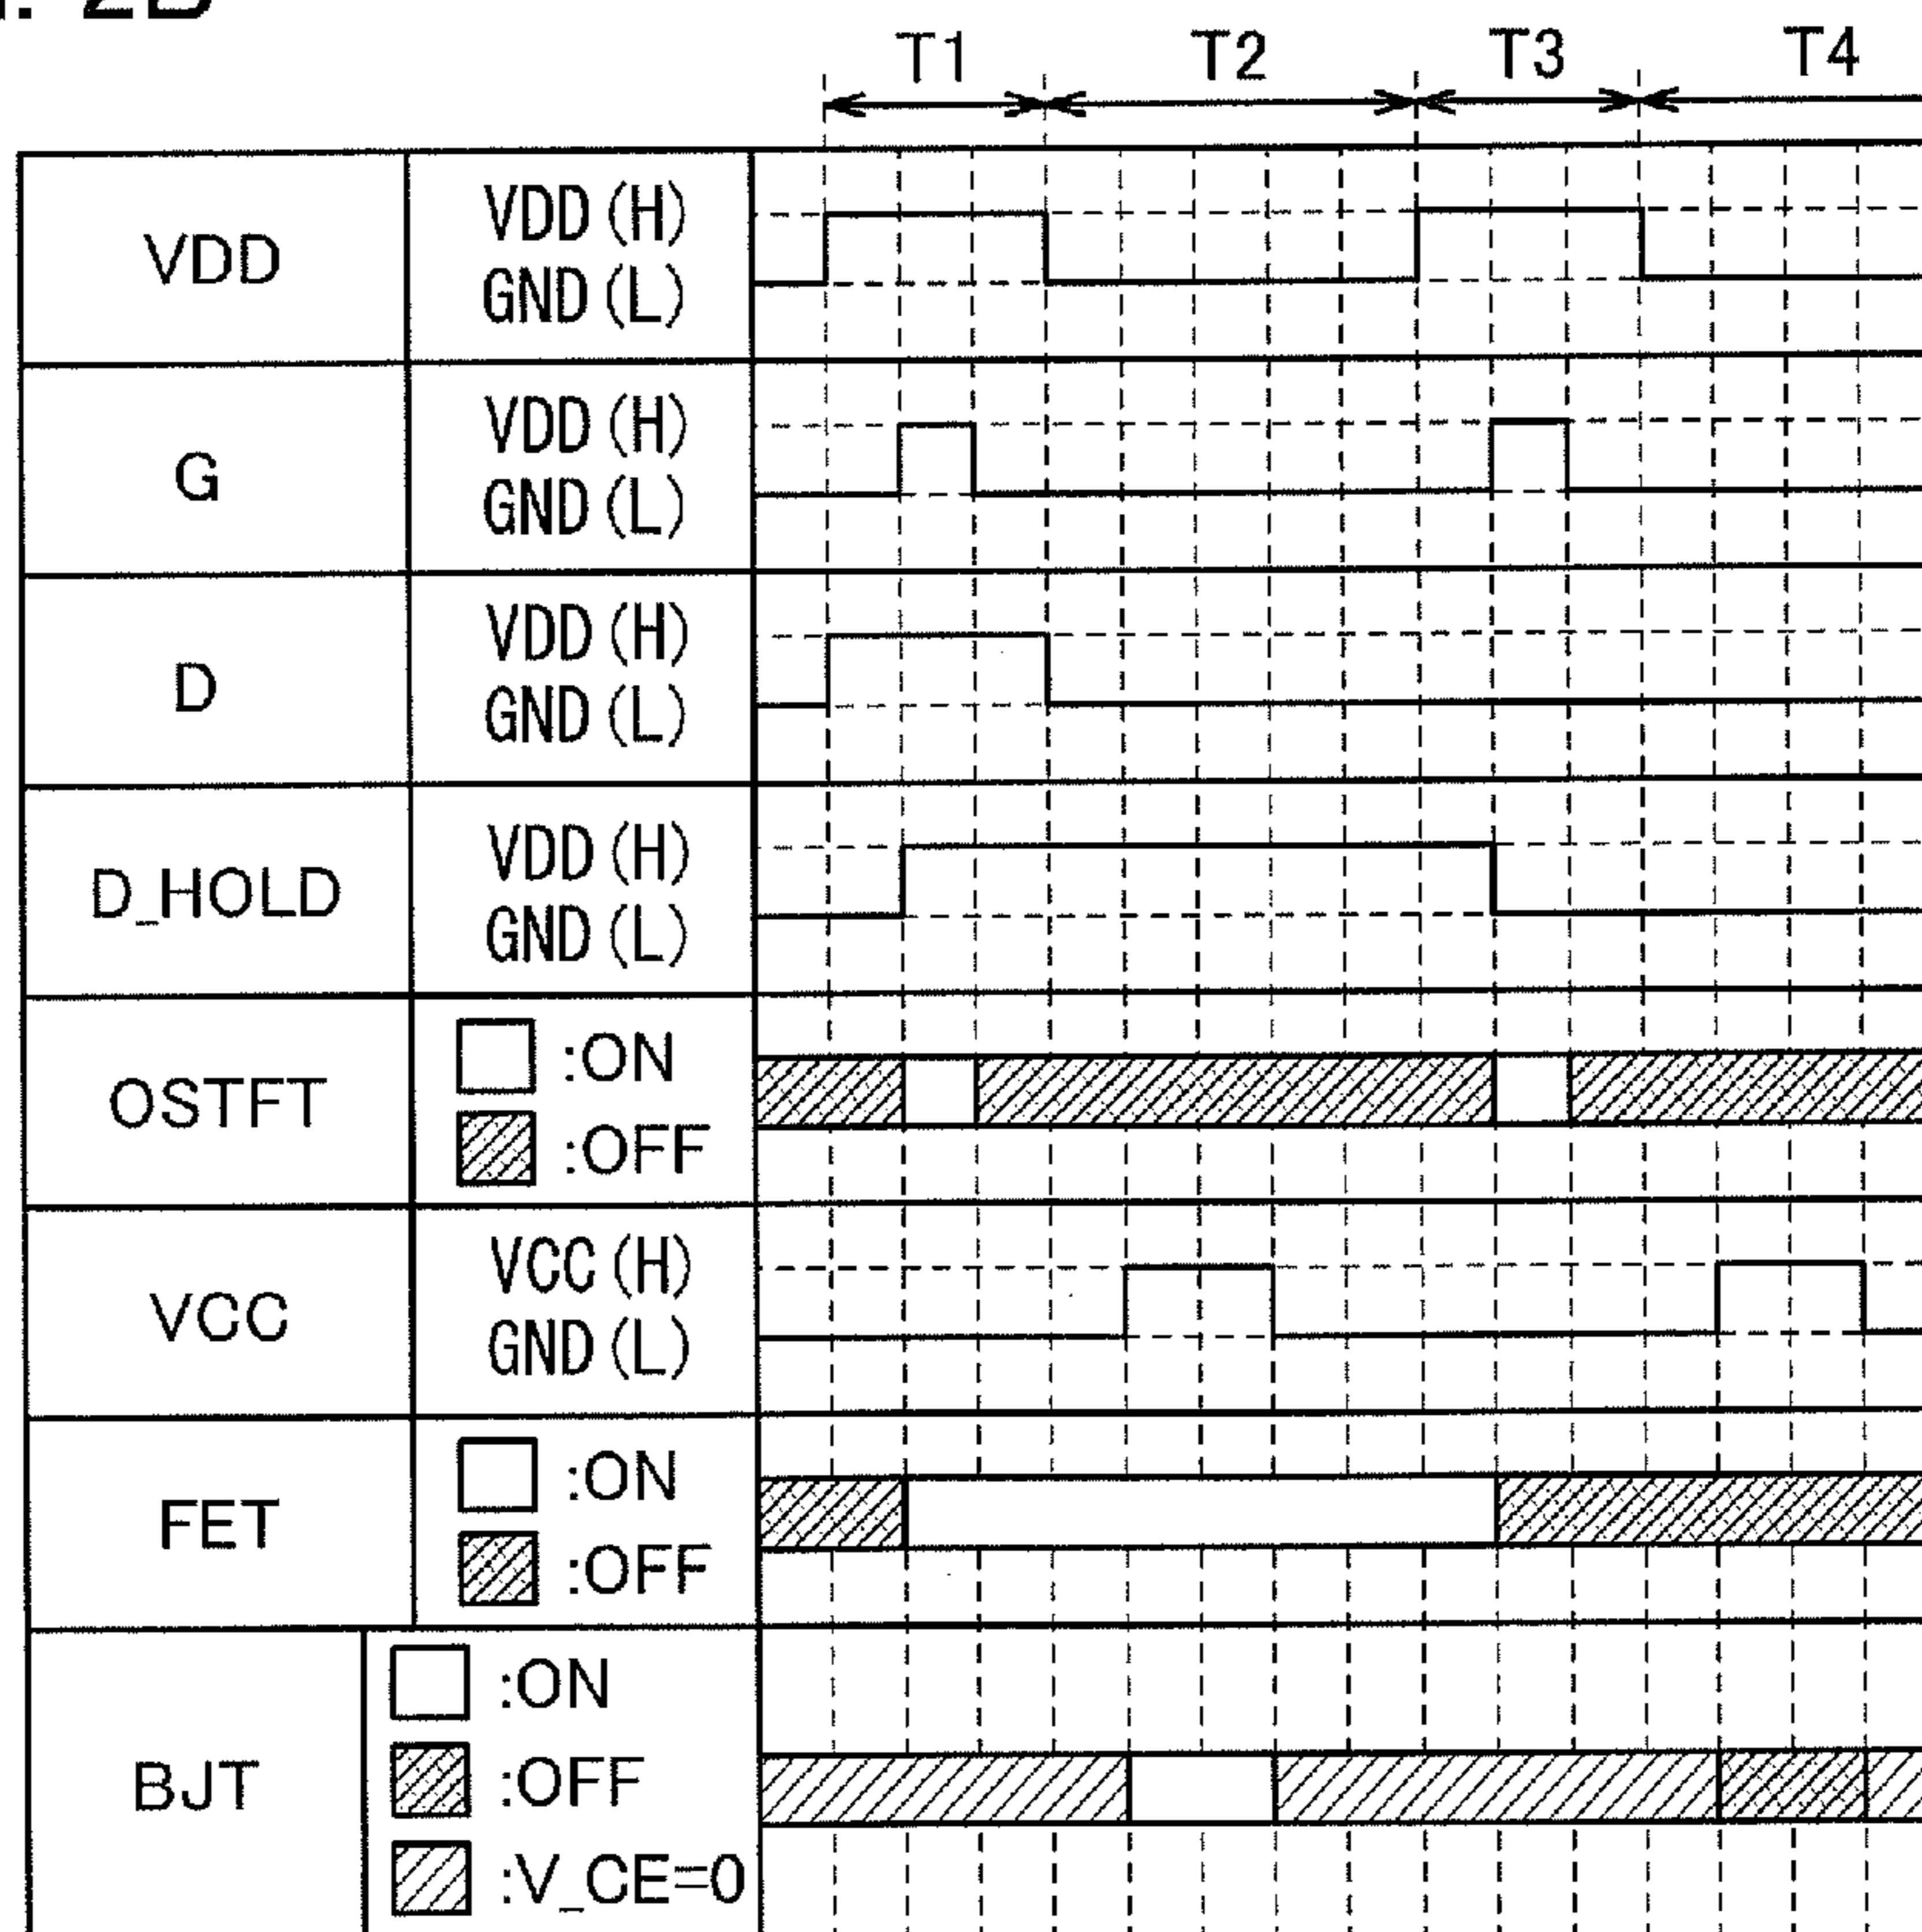 2B
T1 T2 T3 T4
VDD
VDD(H)
GND(L)
G
VDD(H)
GND(L)
D
VDD(H)
GND(L)
D_HOLD
VDD(H)
GND(L)
OSTFT
:ON
:OFF
VCC
VCC(H)
GND(L)
FET
:ON
:OFF
BJT
:ON
:OFF
:V_CE=0